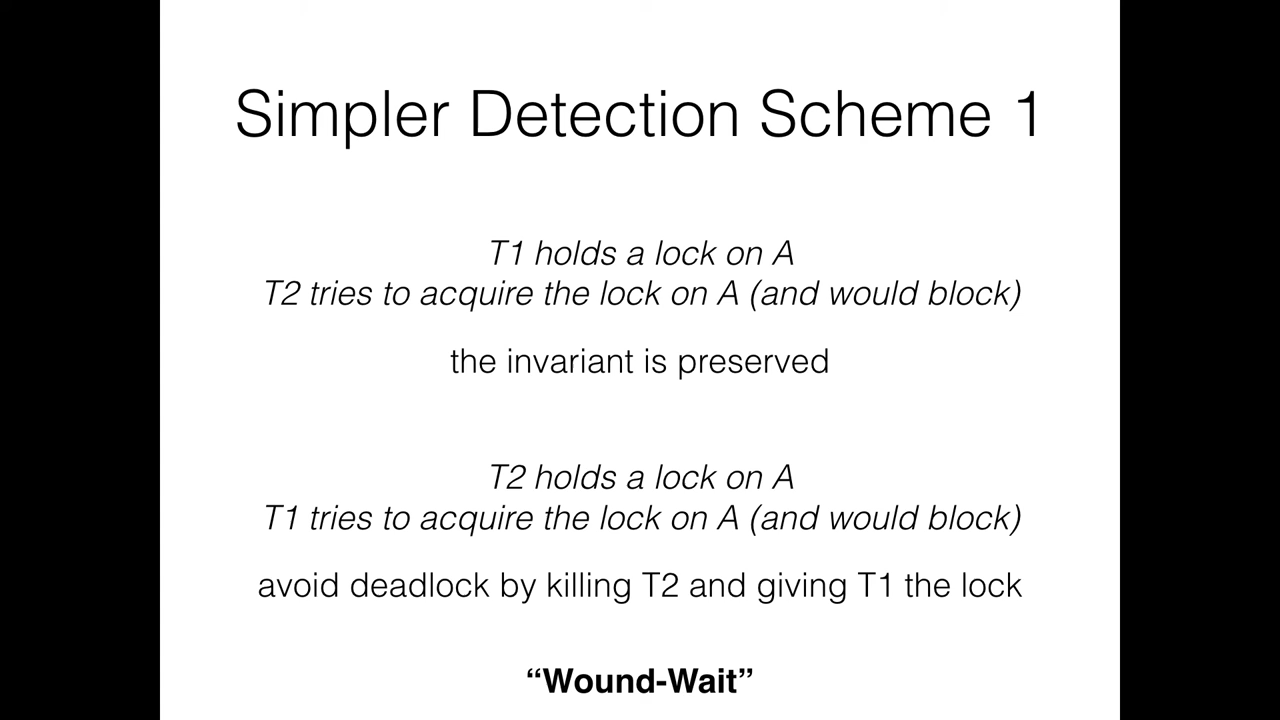 Simpler Detection Scheme 1
T1 holds a lock on A
T2 tries to acquire the lock on A (and would block)
the invariant is preserved
T2 holds a lock on A
T1 tries to acquire the lock on A (and would block)
avoid deadlock by killing T2 and giving T1 the lock
“Wound-Wait”